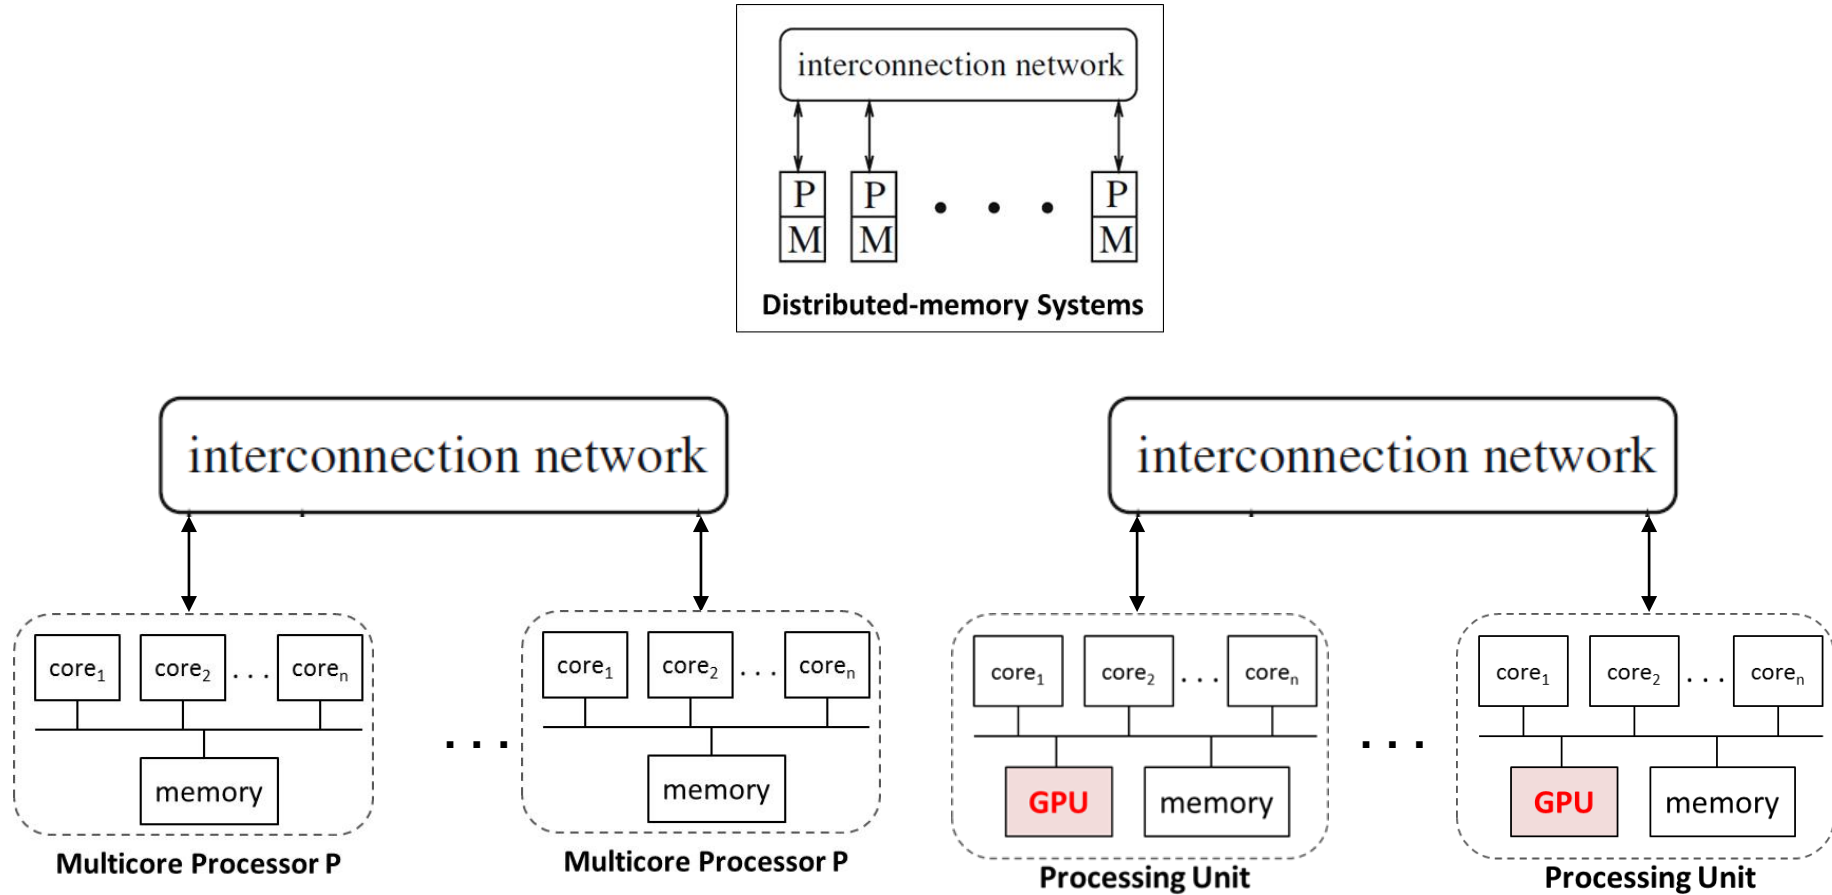 interconnection network
P P P
M M • • • M
Distributed-memory Systems
interconnection network
interconnection network
core1 core2 ... coren
memory
Multicore Processor P
...
core1 core2 ... coren
memory
Multicore Processor P
core1 core2 ... coren
GPU memory
Processing Unit
...
core1 core2 ... coren
GPU memory
Processing Unit